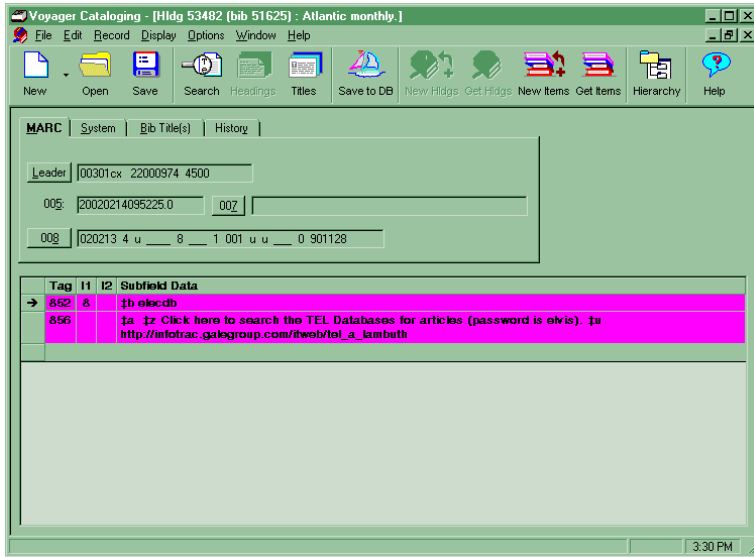 Voyager Cataloging - [Hldg 53482 (bib 51625) : Atlantic monthly.]
File Edit Record Display Options Window Help
New Open Save Search Headings Titles Save to DB New Hldgs Get Hldgs New Items Get Items Hierarchy Help
MARC System Bib Title(s) History
Leader 00301cx 22000974 4500
005: 20020214095225.0 007
008 020213 4 u ___ 8 ___ 1 001 u u ___ 0 901128
Tag I1 I2 Subfield Data
852 8 ‡b elecdb
856 ‡a ‡z Click here to search the TEL Databases for articles (password is elvis). ‡u
http://infotrac.galegroup.com/itweb/tel_a_lambuth
3:30 PM